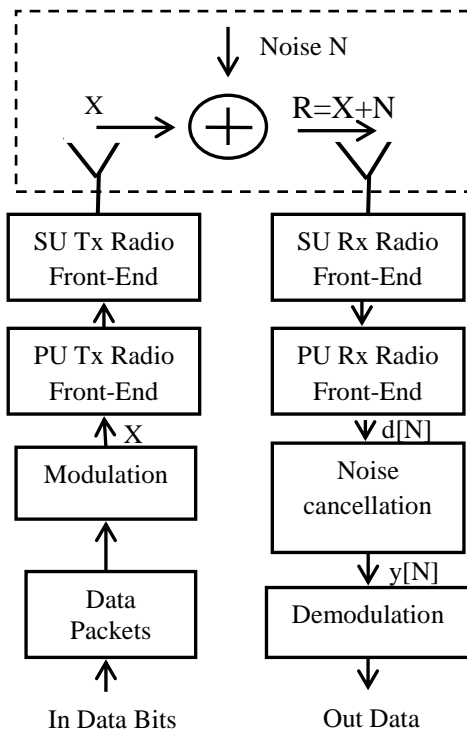 Noise N
X
R=X+N
SU Tx Radio
Front-End
SU Rx Radio
Front-End
PU Tx Radio
Front-End
PU Rx Radio
Front-End
X
d[N]
Modulation
Noise
cancellation
y[N]
Data
Packets
Demodulation
In Data Bits
Out Data